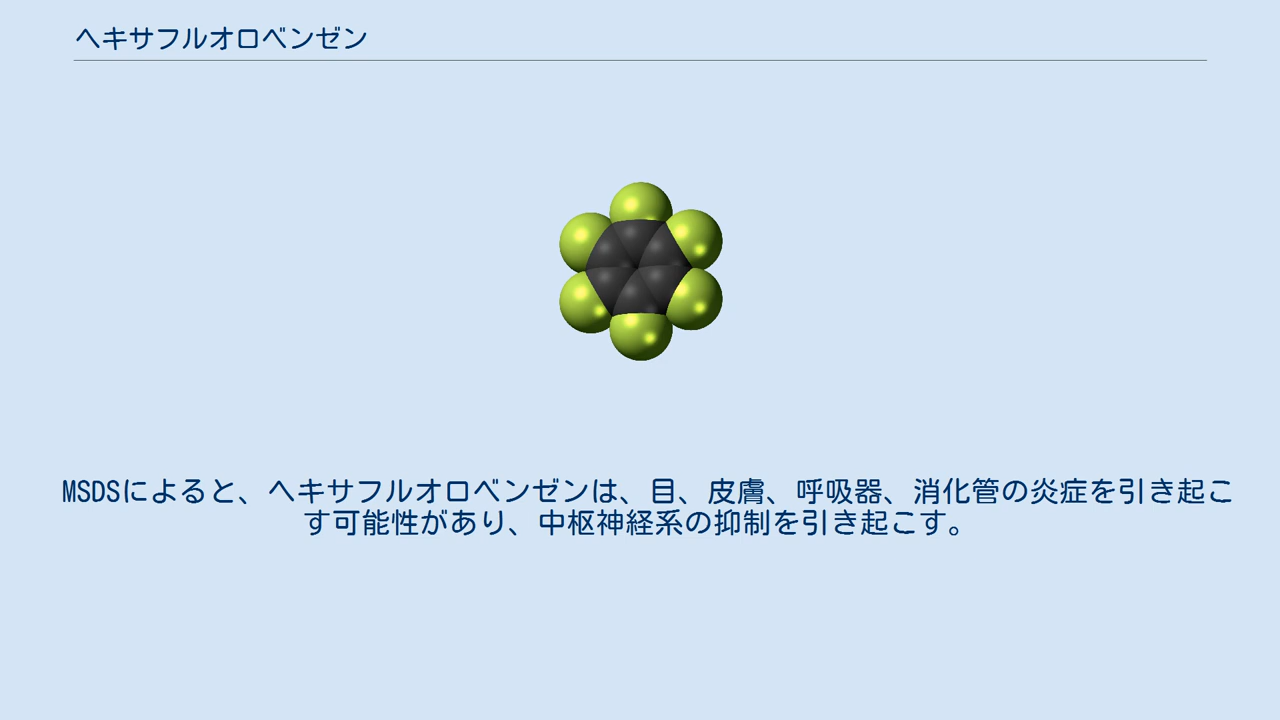 ヘキサフルオロベンゼン
MSDSによると、ヘキサフルオロベンゼンは、目、皮膚、呼吸器、消化管の炎症を引き起こ
す可能性があり、中枢神経系の抑制を引き起こす。